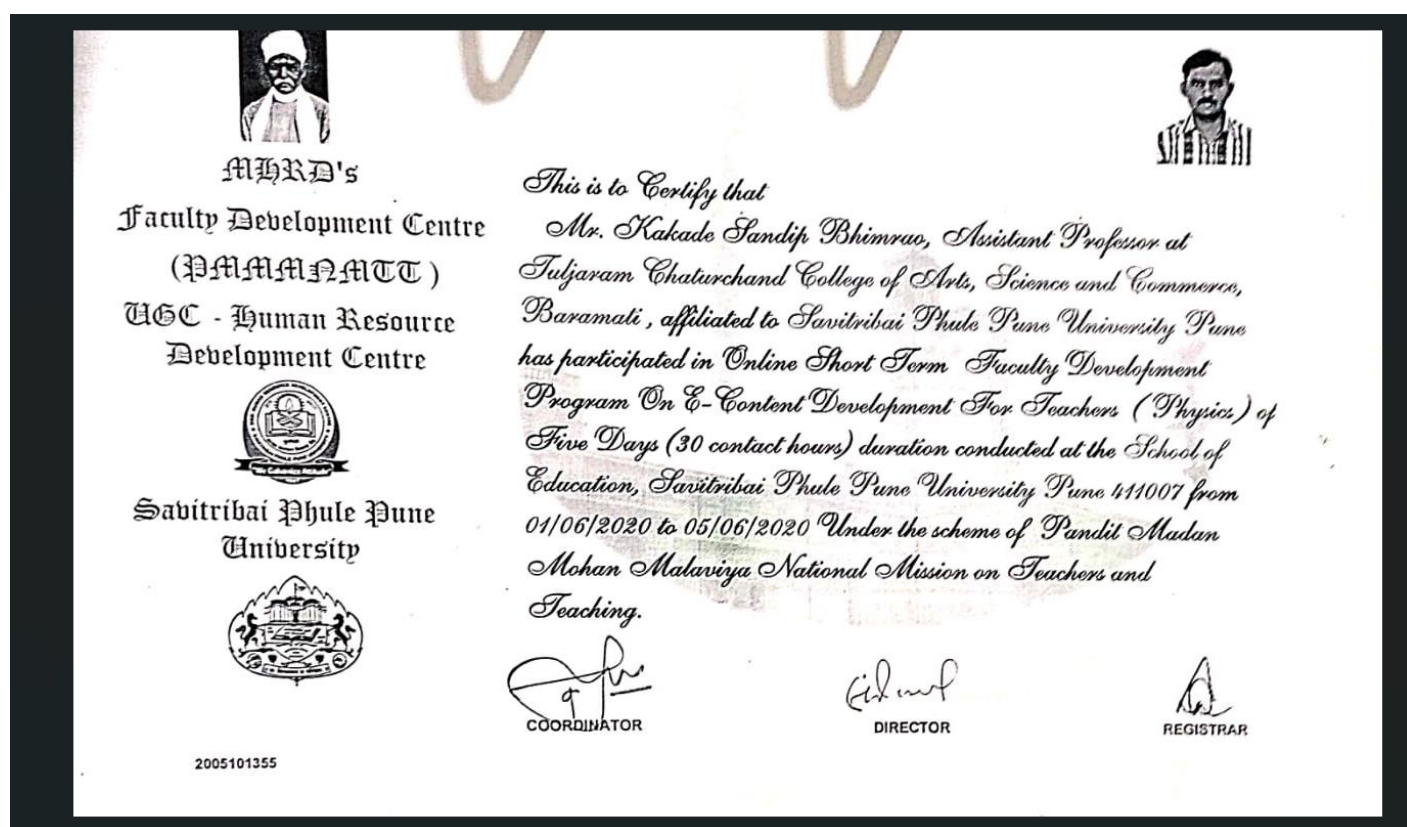 MHRD's
Faculty Development Centre
(PMMMNMTT)
UGC - Human Resource
Development Centre
Savitribai Phule Pune
University
This is to Certify that
Mr. Kakade Sandip Bhimrao, Assistant Professor at
Tuljaram Chaturchand College of Arts, Science and Commerce,
Baramati, affiliated to Savitribai Phule Pune University Pune
has participated in Online Short Term Faculty Development
Program On E-Content Development For Teachers (Physics) of
Five Days (30 contact hours) duration conducted at the School of
Education, Savitribai Phule Pune University Pune 411007 from
01/06/2020 to 05/06/2020 Under the scheme of Pandit Madan
Mohan Malaviya National Mission on Teachers and
Teaching.
COORDINATOR
DIRECTOR
REGISTRAR
2005101355